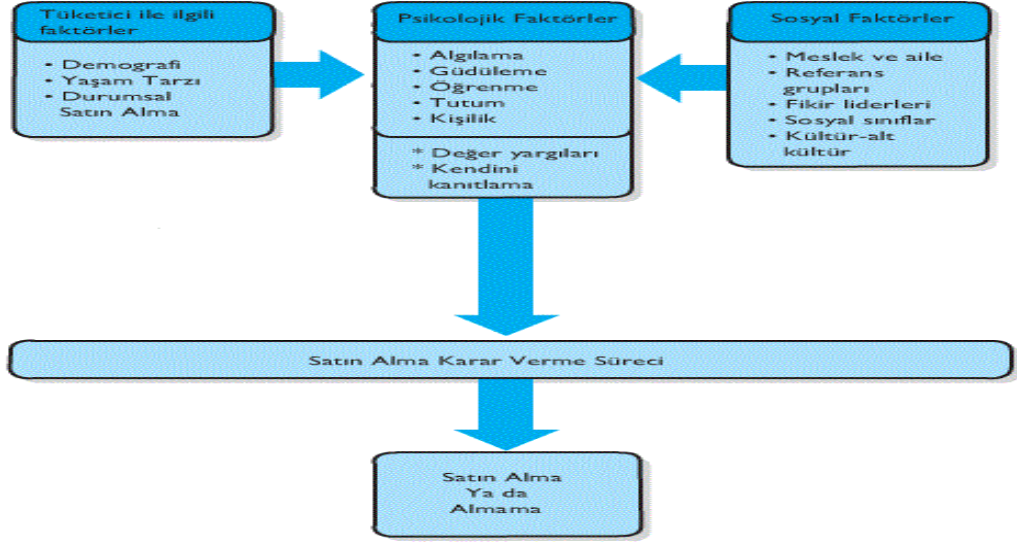 Tüketici ile ilgili
faktörler
• Demografi
• Yaşam Tarzı
• Durumsal
Satın Alma
Psikolojik Faktörler
• Algılama
• Güdüleme
• Öğrenme
• Tutum
• Kişilik
* Değer yargıları
* Kendini
kanıtlama
Sosyal Faktörler
• Meslek ve aile
• Referans
grupları
• Fikir liderleri
• Sosyal sınıflar
• Kültür-alt
kültür
Satın Alma Karar Verme Süreci
Satın Alma
Ya da
Almama